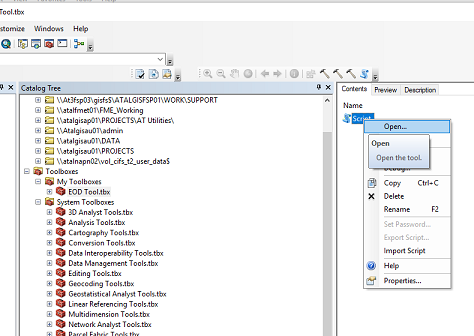 Tool.tbx
ustomize Windows Help
Catalog Tree
\\At3fsp03\gisfs$\ATALGISFSP01\WORK\SUPPORT
\\atalfmet01\FME_Working
\\atalgisap01\PROJECTS\AT Utilities\
\\Atalgisau01\admin
\\atalgisau01\DATA
\\atalgisau01\PROJECTS
\\atalnapn02\vol_cifs_t2_user_data$
Toolboxes
My Toolboxes
EOD Tool.tbx
System Toolboxes
3D Analyst Tools.tbx
Analysis Tools.tbx
Cartography Tools.tbx
Conversion Tools.tbx
Data Interoperability Tools.tbx
Data Management Tools.tbx
Editing Tools.tbx
Geocoding Tools.tbx
Geostatistical Analyst Tools.tbx
Linear Referencing Tools.tbx
Multidimension Tools.tbx
Network Analyst Tools.tbx
Parcel Fabric Tools.tbx
Contents Preview Description
Name
Script
Open...
Open
Open the tool.
Debug...
Copy Ctrl+C
Delete
Rename F2
Set Password...
Export Script...
Import Script
Help
Properties...